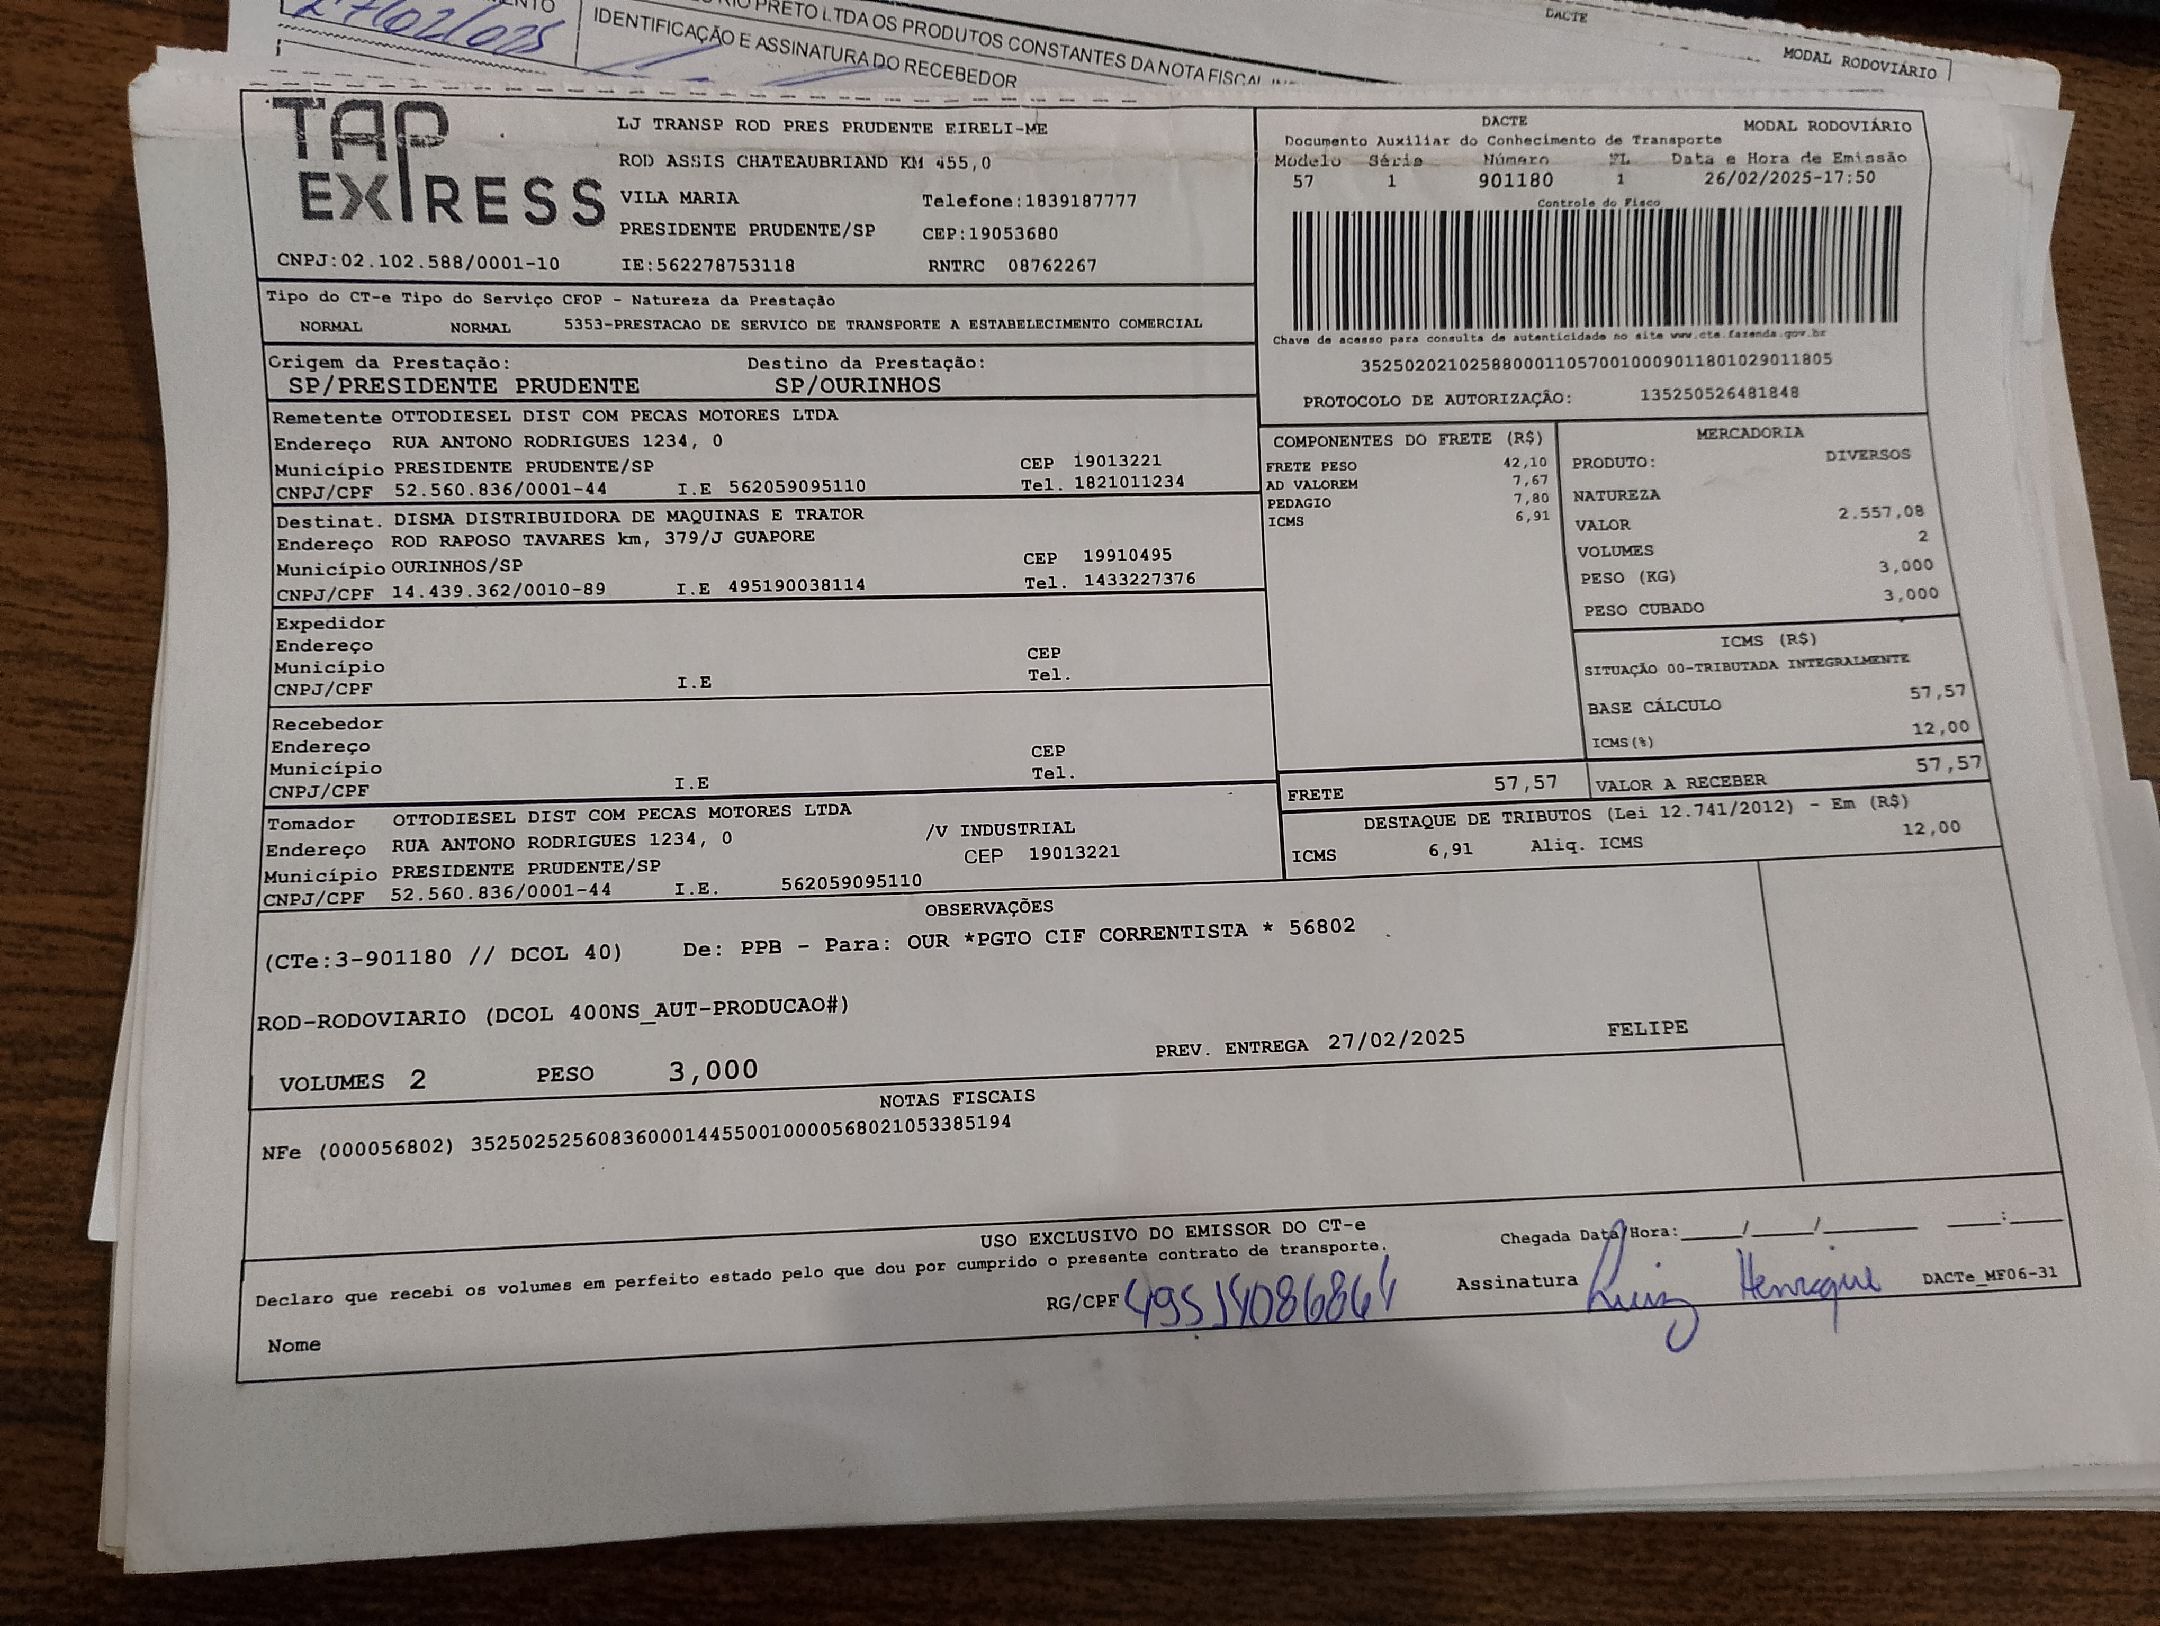 27/02/025
IDENTIFICAÇÃO E ASSINATURA DO RECEBEDOR
PRETO LTDA OS PRODUTOS CONSTANTES DA NOTA FISCAL
DACTE
MODAL RODOVIÁRIO
TAP EXPRESS
LJ TRANSP ROD PRES PRUDENTE EIRELI-ME
ROD ASSIS CHATEAUBRIAND KM 455,0
VILA MARIA Telefone:1839187777
PRESIDENTE PRUDENTE/SP CEP:19053680
CNPJ:02.102.588/0001-10 IE:562278753118 RNTRC 08762267
DACTE
Documento Auxiliar do Conhecimento de Transporte MODAL RODOVIÁRIO
Modelo Série Número FL Data e Hora de Emissão
57 1 901180 1 26/02/2025-17:50
Controle do Fisco
Chave de acesso para consulta de autenticidade no site www.cte.fazenda.gov.br
35250202102588000110570010009011801029011805
PROTOCOLO DE AUTORIZAÇÃO: 135250526481848
Tipo do CT-e Tipo do Serviço CFOP - Natureza da Prestação
NORMAL NORMAL 5353-PRESTACAO DE SERVICO DE TRANSPORTE A ESTABELECIMENTO COMERCIAL
Origem da Prestação: Destino da Prestação:
SP/PRESIDENTE PRUDENTE SP/OURINHOS
Remetente OTTODIESEL DIST COM PECAS MOTORES LTDA
Endereço RUA ANTONO RODRIGUES 1234, 0
Município PRESIDENTE PRUDENTE/SP CEP 19013221
CNPJ/CPF 52.560.836/0001-44 I.E 562059095110 Tel. 1821011234
Destinat. DISMA DISTRIBUIDORA DE MAQUINAS E TRATOR
Endereço ROD RAPOSO TAVARES km, 379/J GUAPORE
Município OURINHOS/SP CEP 19910495
CNPJ/CPF 14.439.362/0010-89 I.E 495190038114 Tel. 1433227376
Expedidor
Endereço
Município CEP
CNPJ/CPF I.E Tel.
Recebedor
Endereço
Município CEP
CNPJ/CPF I.E Tel.
Tomador OTTODIESEL DIST COM PECAS MOTORES LTDA
Endereço RUA ANTONO RODRIGUES 1234, 0 /V INDUSTRIAL
Município PRESIDENTE PRUDENTE/SP CEP 19013221
CNPJ/CPF 52.560.836/0001-44 I.E. 562059095110
COMPONENTES DO FRETE (R$)
FRETE PESO 42,10
AD VALOREM 7,67
PEDAGIO 7,80
ICMS 6,91
MERCADORIA
PRODUTO: DIVERSOS
NATUREZA
VALOR 2.557,08
VOLUMES 2
PESO (KG) 3,000
PESO CUBADO 3,000
ICMS (R$)
SITUAÇÃO 00-TRIBUTADA INTEGRALMENTE
BASE CÁLCULO 57,57
ICMS(%) 12,00
FRETE 57,57 VALOR A RECEBER 57,57
DESTAQUE DE TRIBUTOS (Lei 12.741/2012) - Em (R$)
ICMS 6,91 Aliq. ICMS 12,00
OBSERVAÇÕES
(CTe:3-901180 // DCOL 40) De: PPB - Para: OUR *PGTO CIF CORRENTISTA * 56802
ROD-RODOVIARIO (DCOL 400NS_AUT-PRODUCAO#)
VOLUMES 2 PESO 3,000 PREV. ENTREGA 27/02/2025 FELIPE
NOTAS FISCAIS
NFe (000056802) 35250252560836000144550010000568021053385194
USO EXCLUSIVO DO EMISSOR DO CT-e
Declaro que recebi os volumes em perfeito estado pelo que dou por cumprido o presente contrato de transporte.
Chegada Data/Hora:____/____/______ ___:___
Nome RG/CPF Assinatura Luiz Henrique DACTe_MF06-31